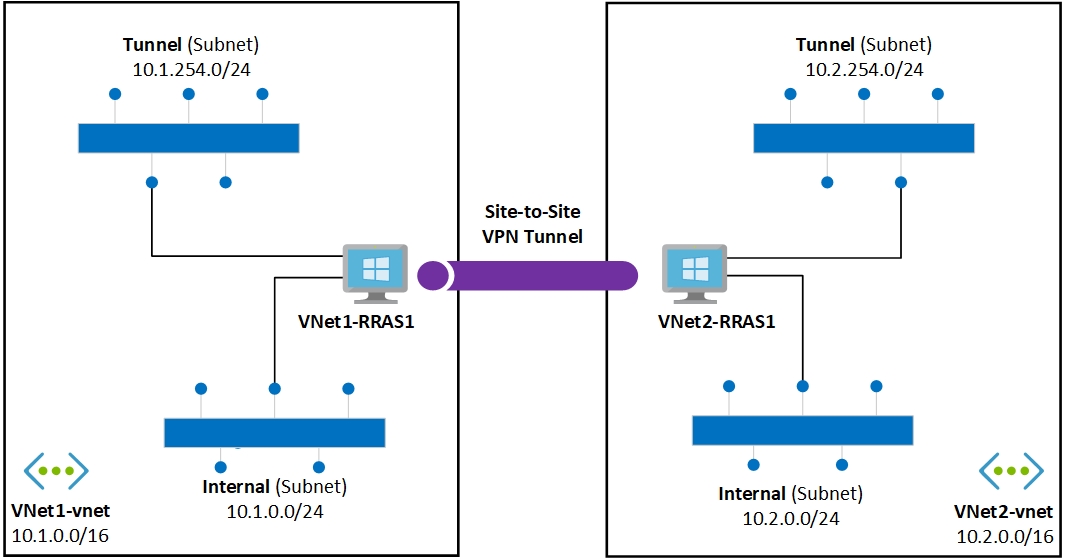 Tunnel (Subnet)
10.1.254.0/24
Tunnel (Subnet)
10.2.254.0/24
Site-to-Site
VPN Tunnel
VNet1-RRAS1
VNet2-RRAS1
Internal (Subnet)
10.1.0.0/24
Internal (Subnet)
10.2.0.0/24
VNet1-vnet
10.1.0.0/16
VNet2-vnet
10.2.0.0/16